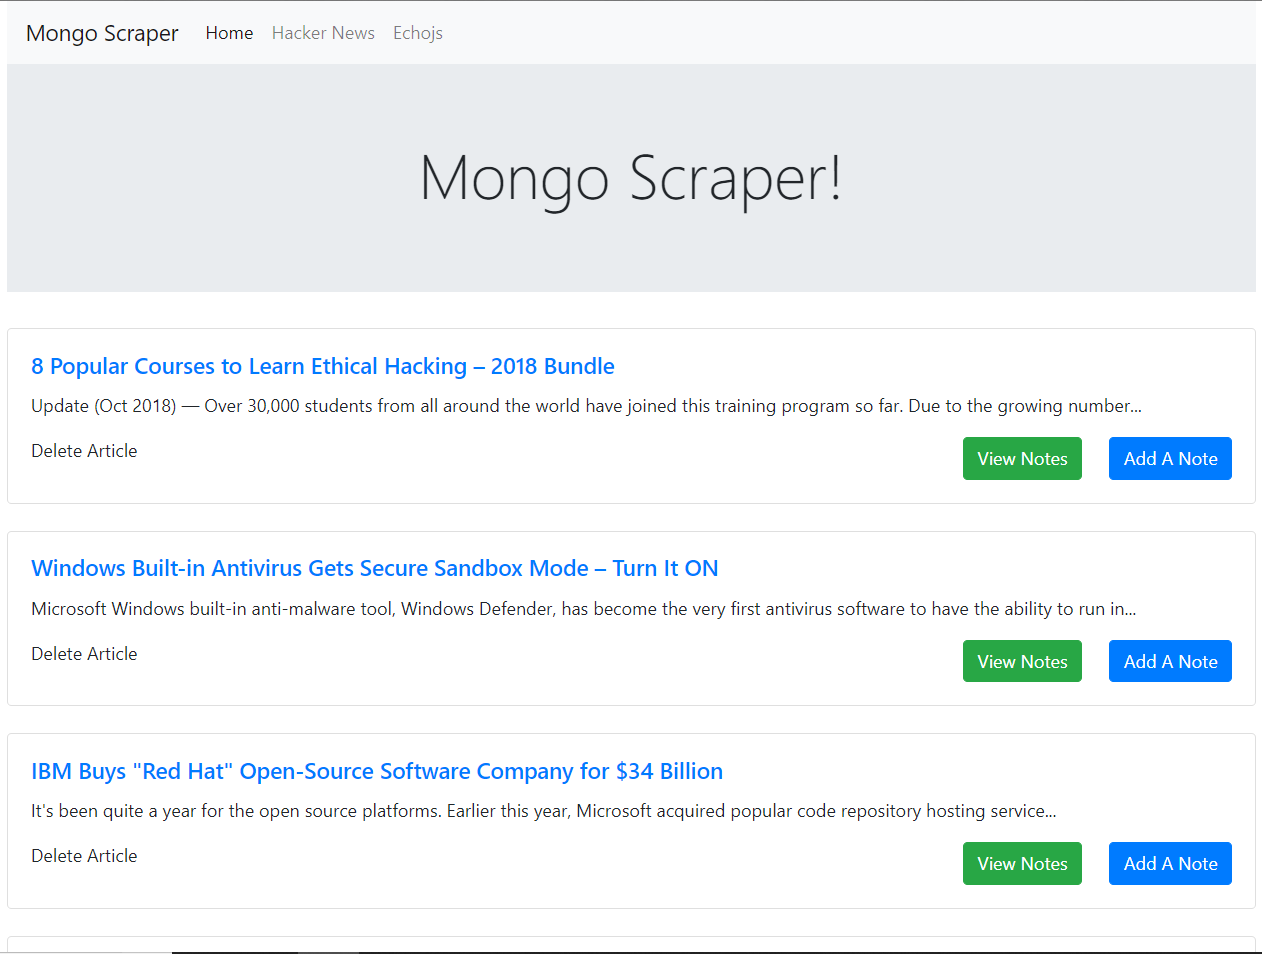 Mongo Scraper Home Hacker News Echojs
Mongo Scraper!
8 Popular Courses to Learn Ethical Hacking – 2018 Bundle
Update (Oct 2018) — Over 30,000 students from all around the world have joined this training program so far. Due to the growing number...
Delete Article View Notes Add A Note
Windows Built-in Antivirus Gets Secure Sandbox Mode – Turn It ON
Microsoft Windows built-in anti-malware tool, Windows Defender, has become the very first antivirus software to have the ability to run in...
Delete Article View Notes Add A Note
IBM Buys "Red Hat" Open-Source Software Company for $34 Billion
It's been quite a year for the open source platforms. Earlier this year, Microsoft acquired popular code repository hosting service...
Delete Article View Notes Add A Note